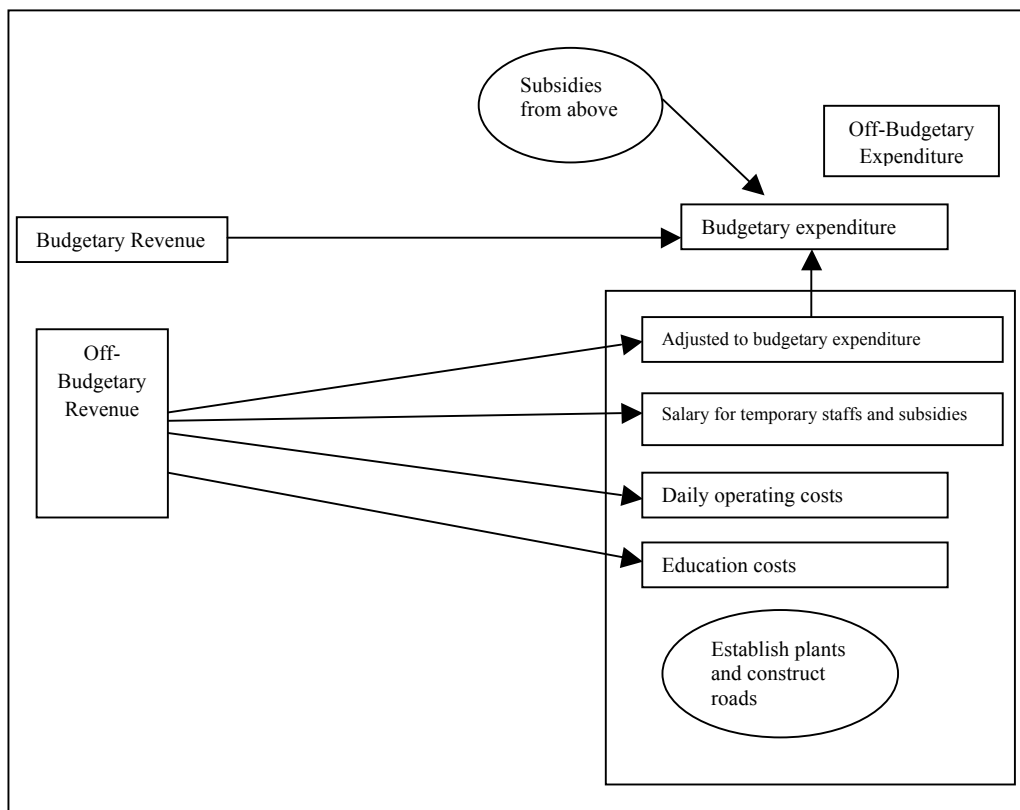 Subsidies
from above
Off-Budgetary
Expenditure
Budgetary Revenue
Budgetary expenditure
Off-
Budgetary
Revenue
Adjusted to budgetary expenditure
Salary for temporary staffs and subsidies
Daily operating costs
Education costs
Establish plants
and construct
roads